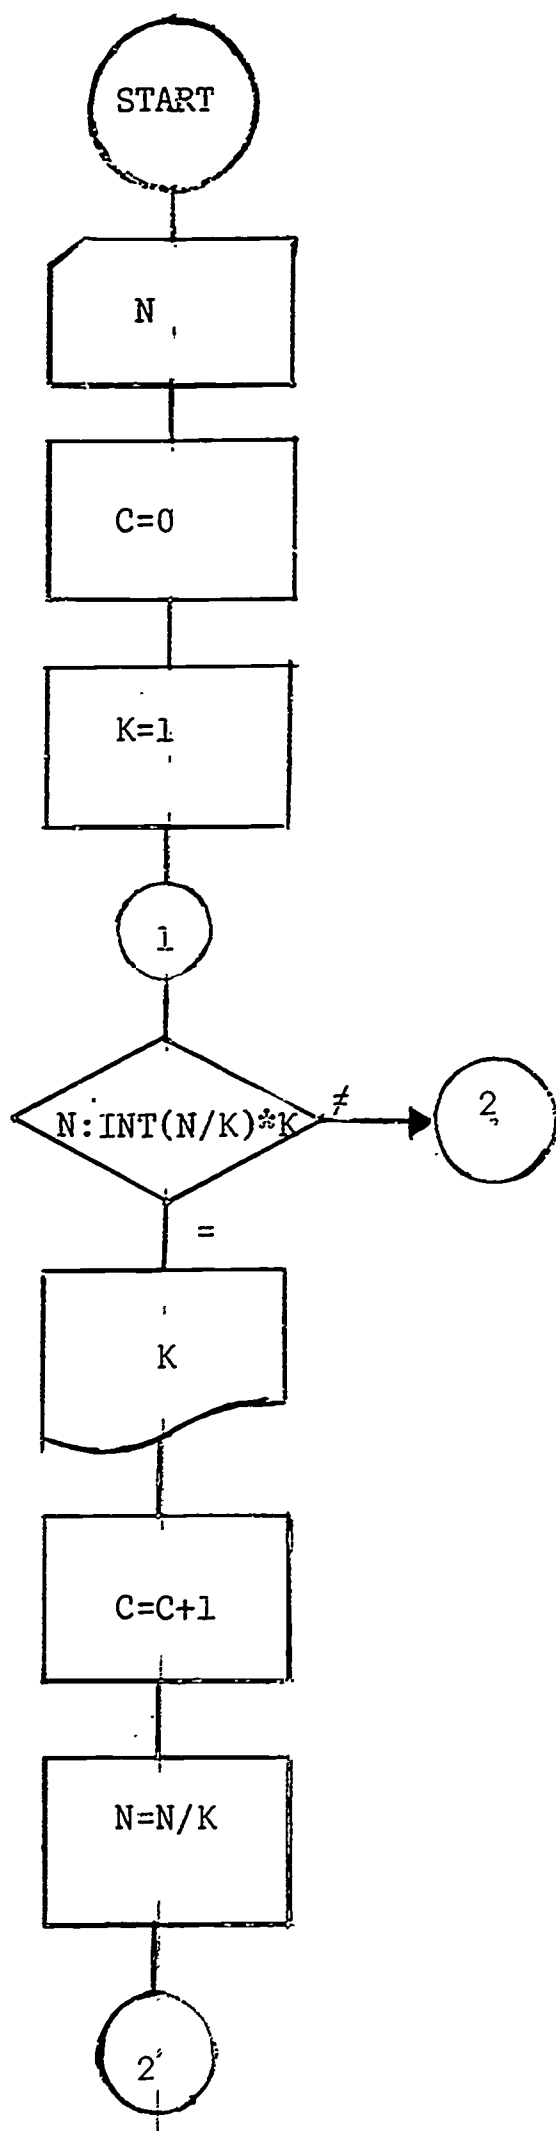 START
N
C=0
K=1
1
N:INT(N/K)*K
≠
2
=
K
C=C+1
N=N/K
2